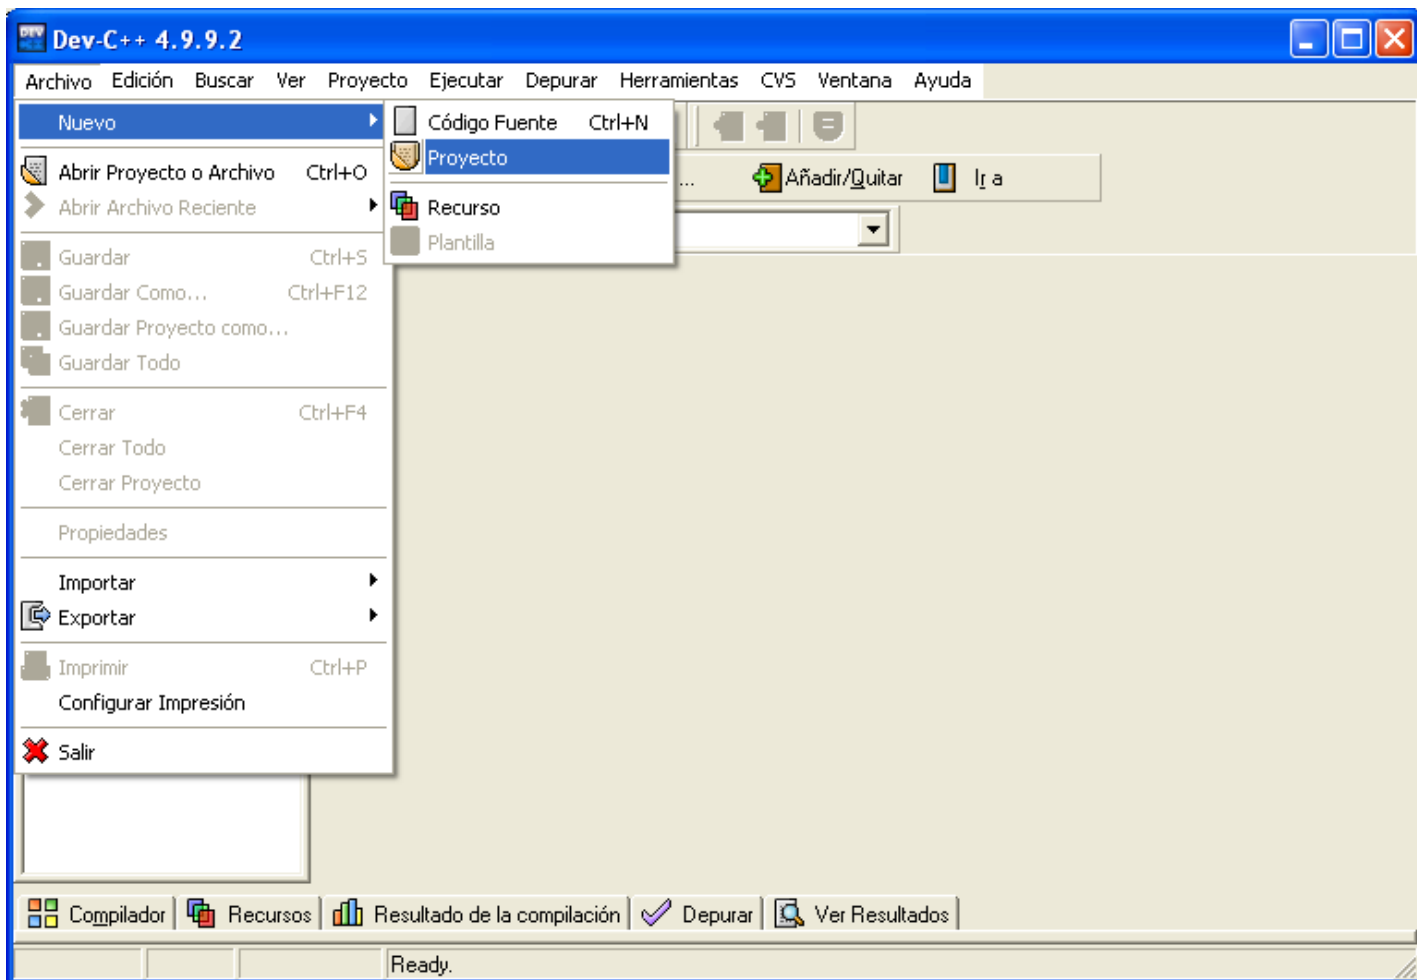 Dev-C++ 4.9.9.2
Archivo Edición Buscar Ver Proyecto Ejecutar Depurar Herramientas CVS Ventana Ayuda
Nuevo
Código Fuente Ctrl+N
Proyecto
Recurso
Plantilla
Abrir Proyecto o Archivo Ctrl+O
Abrir Archivo Reciente
Guardar Ctrl+S
Guardar Como... Ctrl+F12
Guardar Proyecto como...
Guardar Todo
Cerrar Ctrl+F4
Cerrar Todo
Cerrar Proyecto
Propiedades
Importar
Exportar
Imprimir Ctrl+P
Configurar Impresión
Salir
... Añadir/Quitar Ir a
Compilador Recursos Resultado de la compilación Depurar Ver Resultados
Ready.